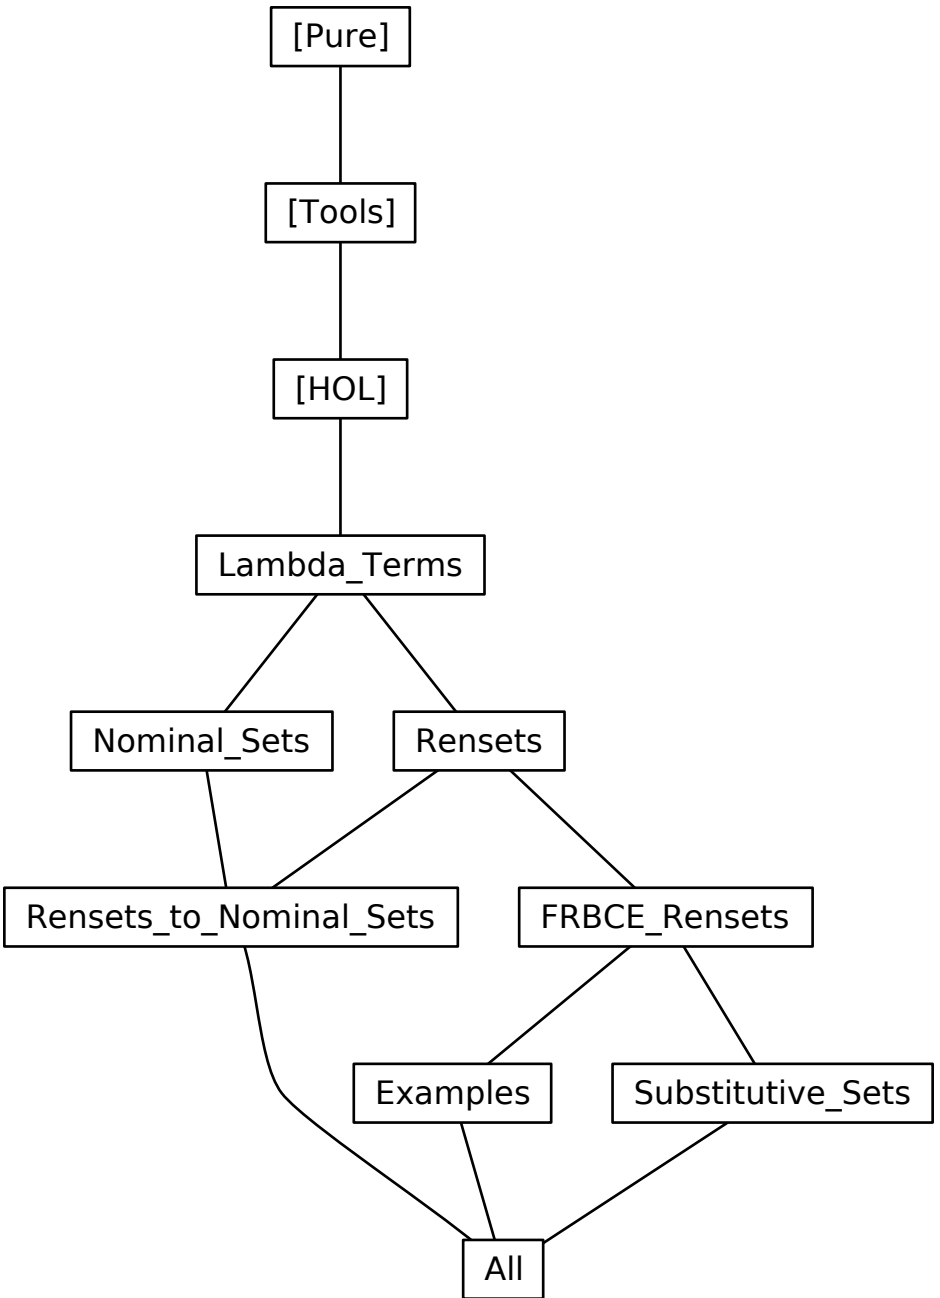 [Pure]
[Tools]
[HOL]
Lambda_Terms
Nominal_Sets
Rensets
Rensets_to_Nominal_Sets
FRBCE_Rensets
Examples
Substitutive_Sets
All